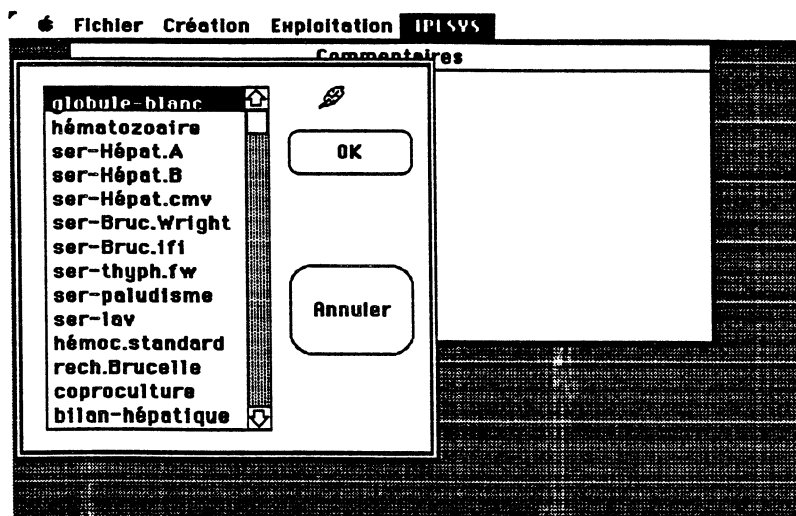 Fichier Création Exploitation IPESYS
Commentaires
globule-blanc
hématozoaire
ser-Hépat.A
ser-Hépat.B
ser-Hépat.cmv
ser-Bruc.Wright
ser-Bruc.ifi
ser-thyph.fw
ser-paludisme
ser-lav
hémoc.standard
rech.Brucelle
coproculture
bilan-hépatique
OK
Annuler